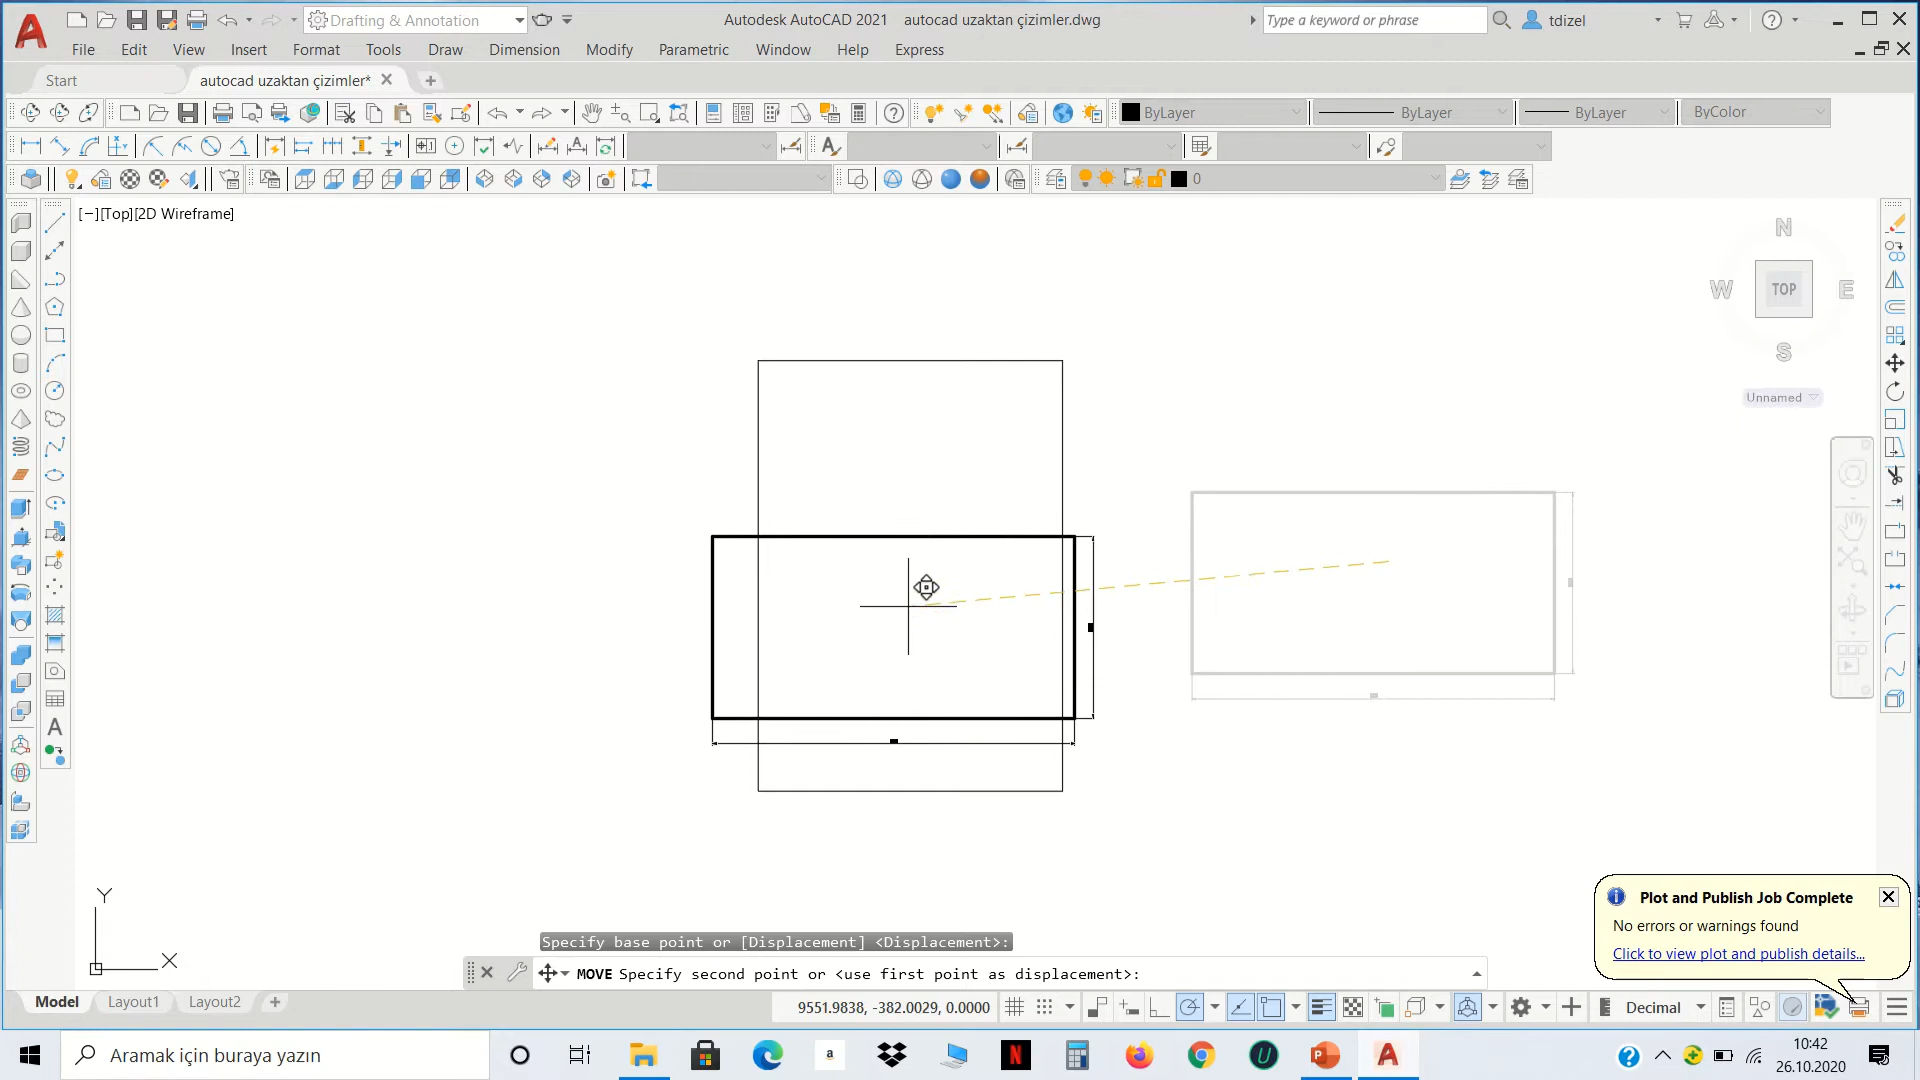 Drafting & Annotation
Autodesk AutoCAD 2021 autocad uzaktan çizimler.dwg
Type a keyword or phrase
tdizel
File Edit View Insert Format Tools Draw Dimension Modify Parametric Window Help Express
Start
autocad uzaktan çizimler*
ByLayer
ByLayer
ByLayer
ByColor
0
[−][Top][2D Wireframe]
N
W
TOP
E
S
Unnamed
Y
X
Plot and Publish Job Complete
No errors or warnings found
Click to view plot and publish details...
Specify base point or [Displacement] <Displacement>:
MOVE Specify second point or <use first point as displacement>:
Model Layout1 Layout2
9551.9838, -382.0029, 0.0000
Decimal
Aramak için buraya yazın
10:42
26.10.2020